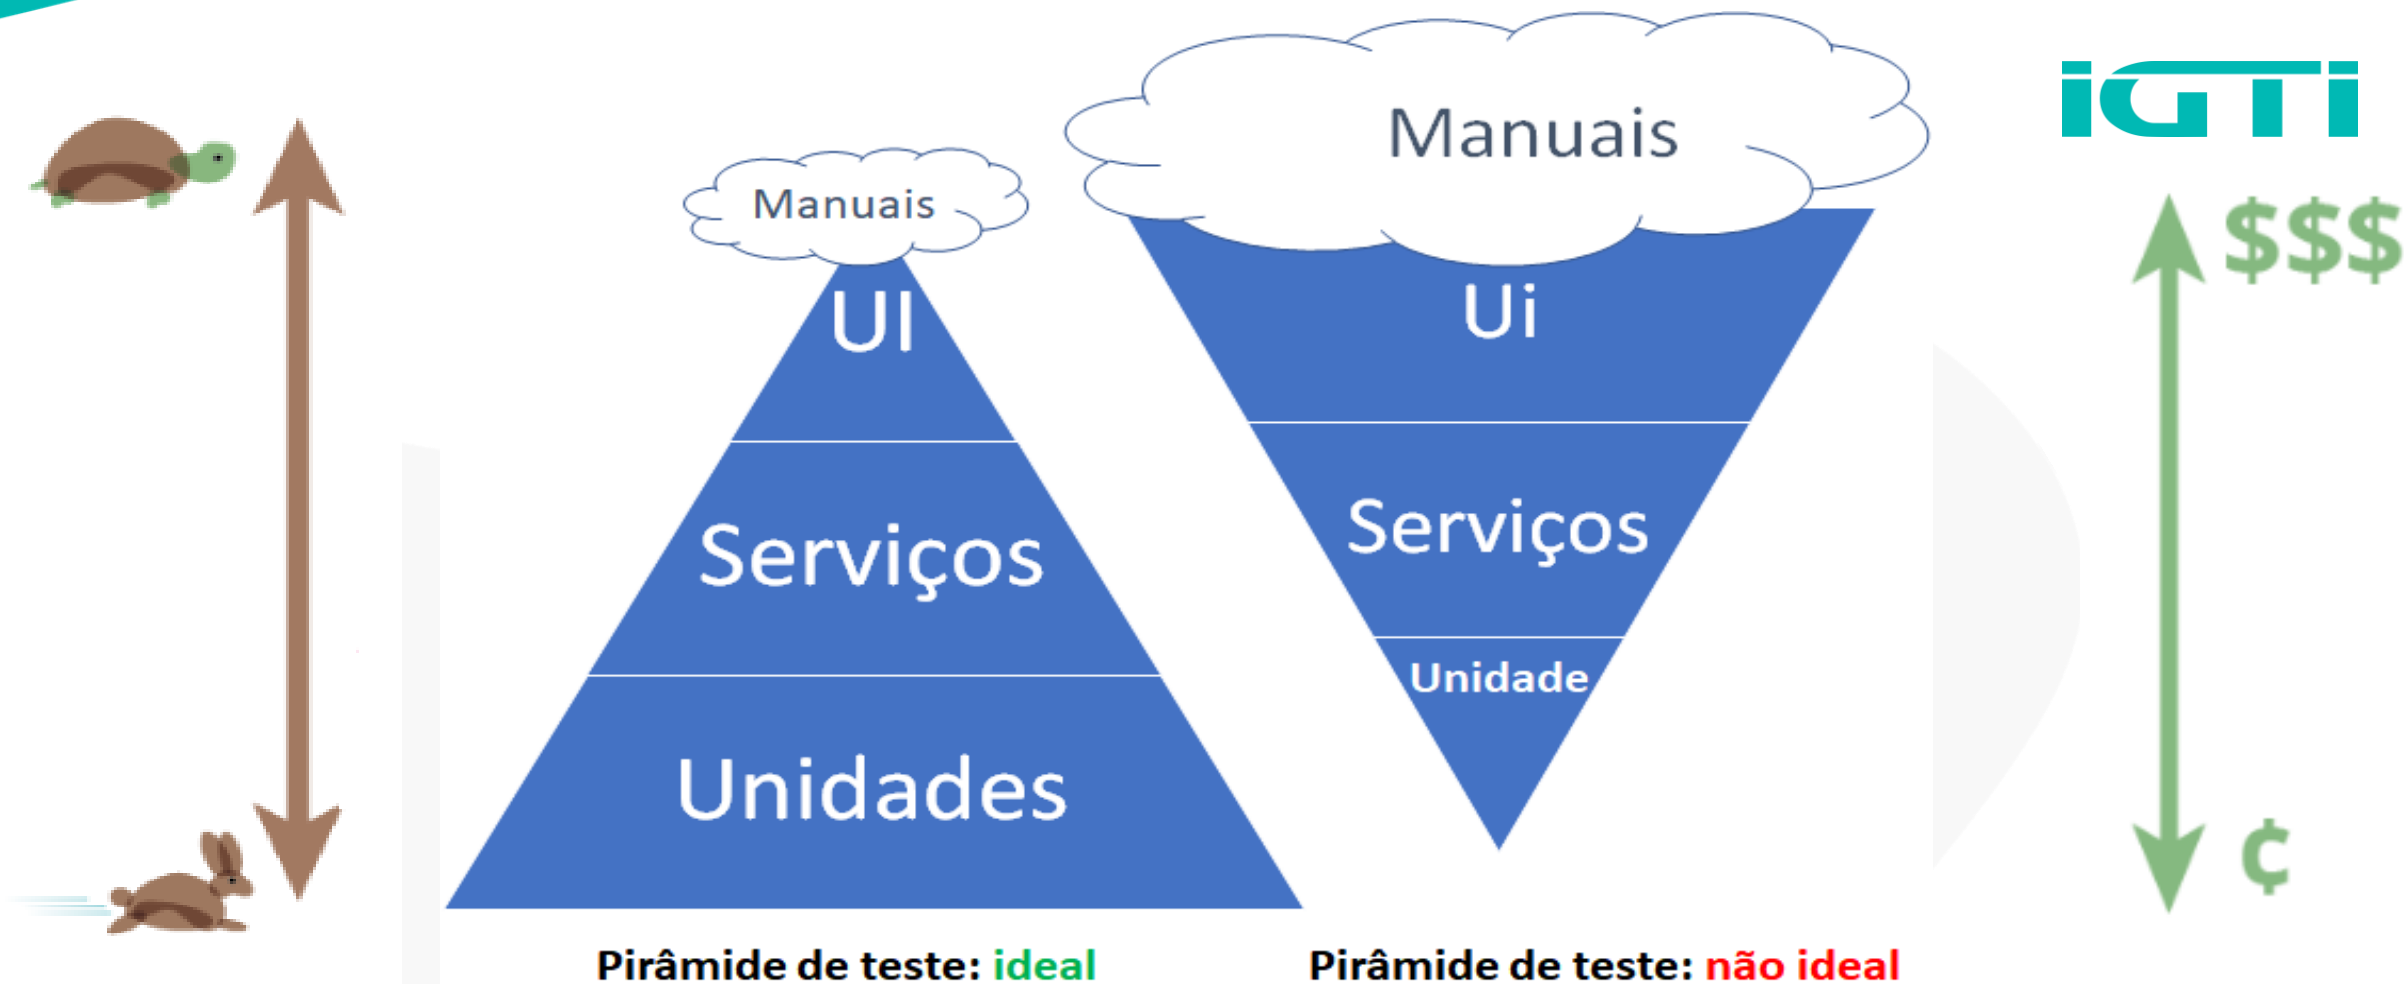 iGTi
Manuais
Manuais
$$$
UI
Ui
Serviços
Serviços
Unidade
Unidades
¢
Pirâmide de teste: ideal
Pirâmide de teste: não ideal